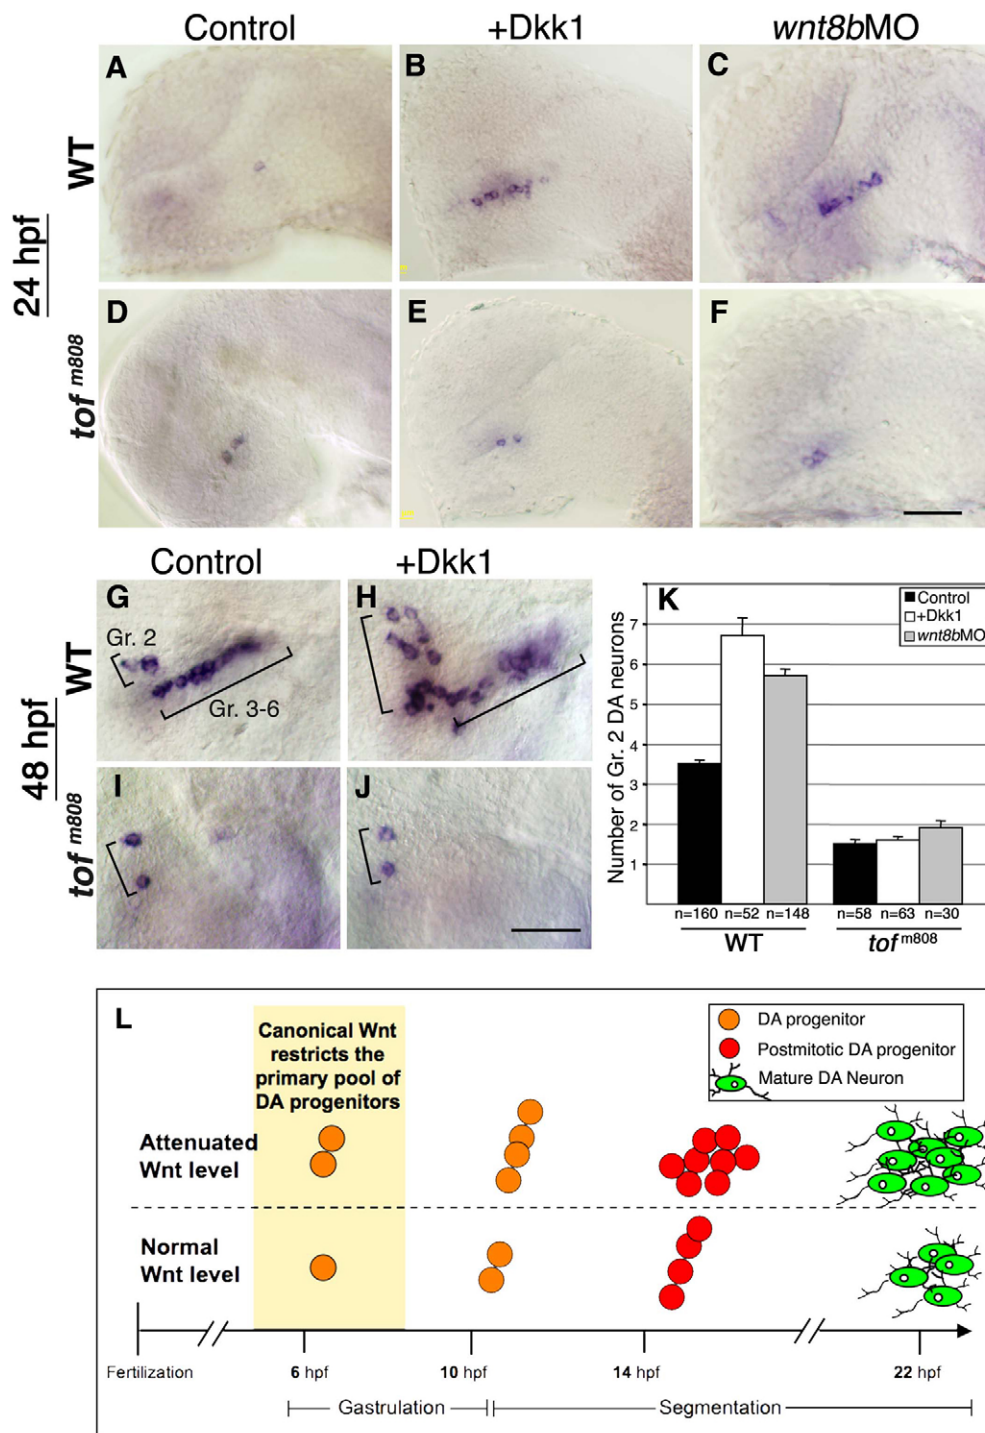 Control
+Dkk1
wnt8bMO
24 hpf
WT
A
B
C
tof m808
D
E
F
Control
+Dkk1
48 hpf
WT
G
Gr. 2
Gr. 3-6
H
tof m808
I
J
K
Control
+Dkk1
wnt8bMO
Number of Gr. 2 DA neurons
7
6
5
4
3
2
1
n=160 n=52 n=148 n=58 n=63 n=30
WT tof m808
L
DA progenitor
Postmitotic DA progenitor
Mature DA Neuron
Canonical Wnt
restricts the
primary pool of
DA progenitors
Attenuated
Wnt level
Normal
Wnt level
Fertilization 6 hpf 10 hpf 14 hpf 22 hpf
Gastrulation Segmentation